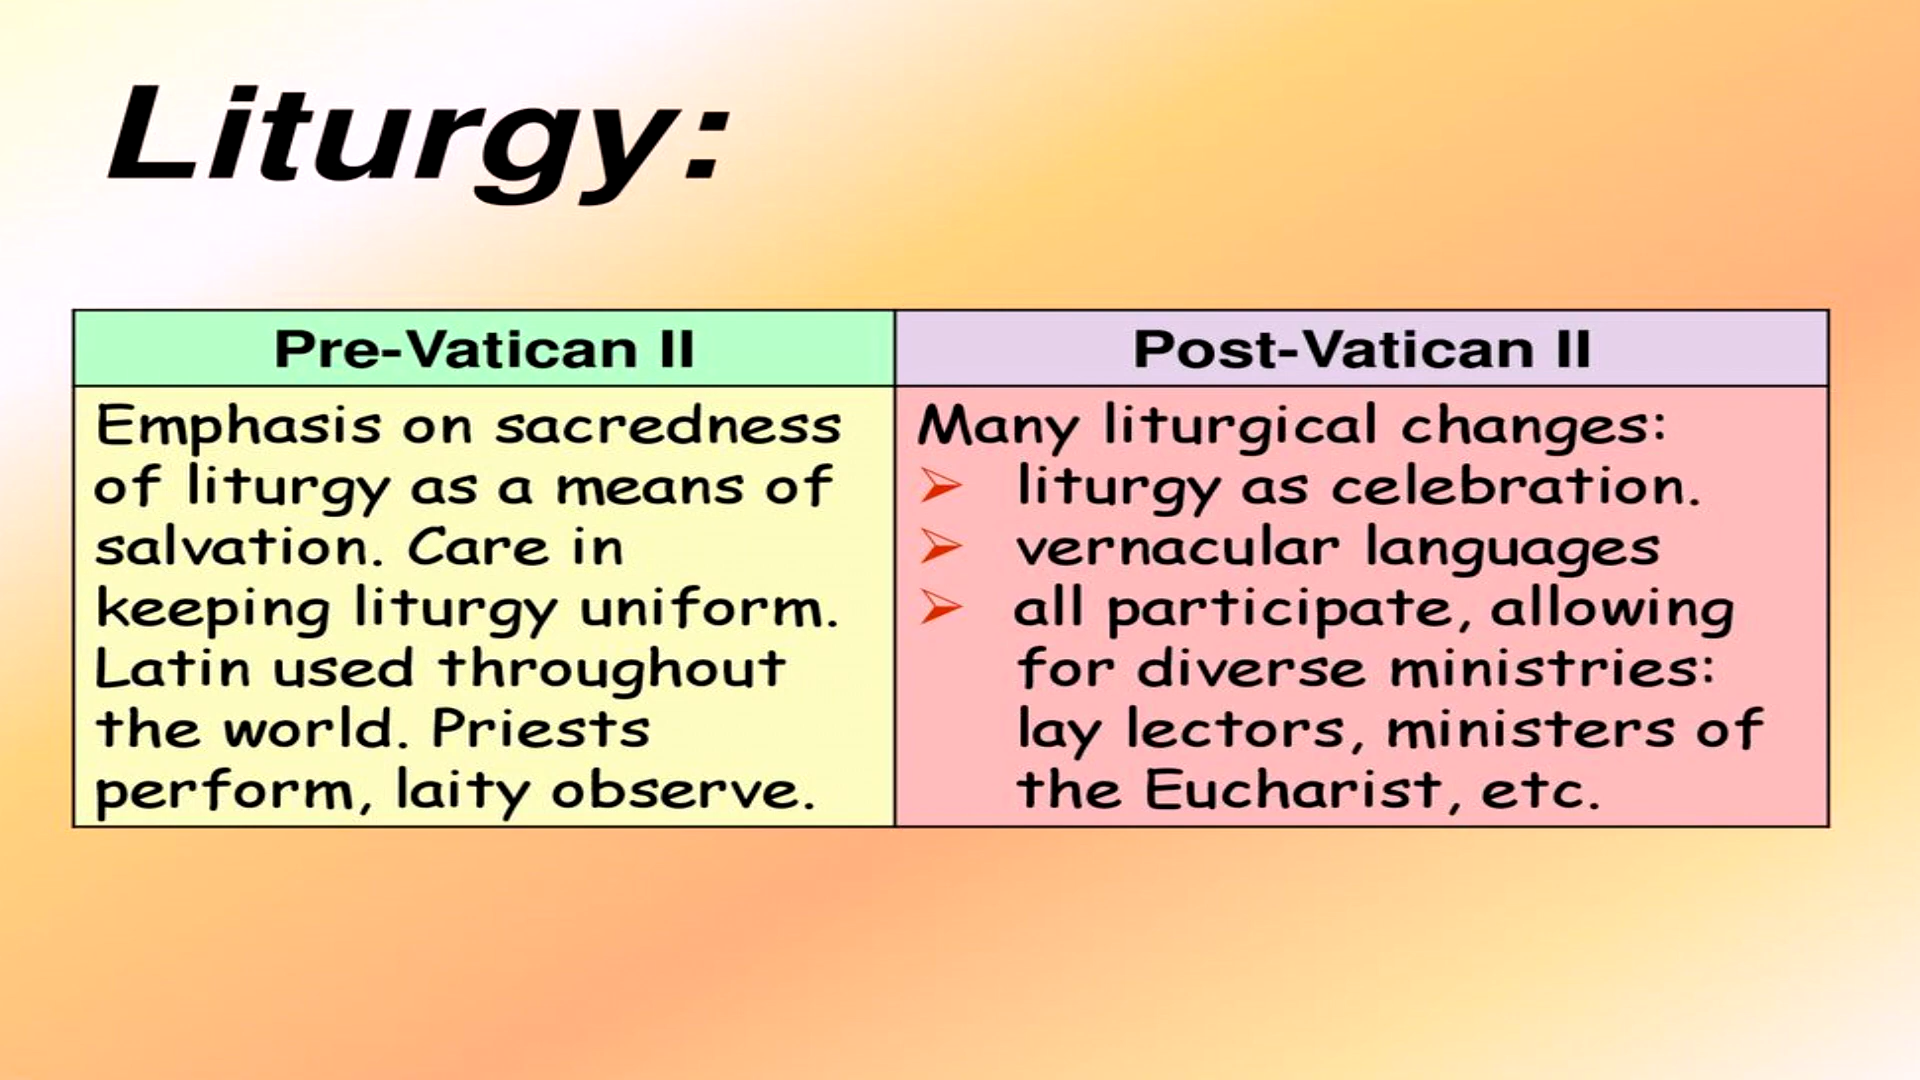 Liturgy:
Pre-Vatican II
Emphasis on sacredness
of liturgy as a means of
salvation. Care in
keeping liturgy uniform.
Latin used throughout
the world. Priests
perform, laity observe.
Post-Vatican II
Many liturgical changes:
➢ liturgy as celebration.
➢ vernacular languages
➢ all participate, allowing
for diverse ministries:
lay lectors, ministers of
the Eucharist, etc.